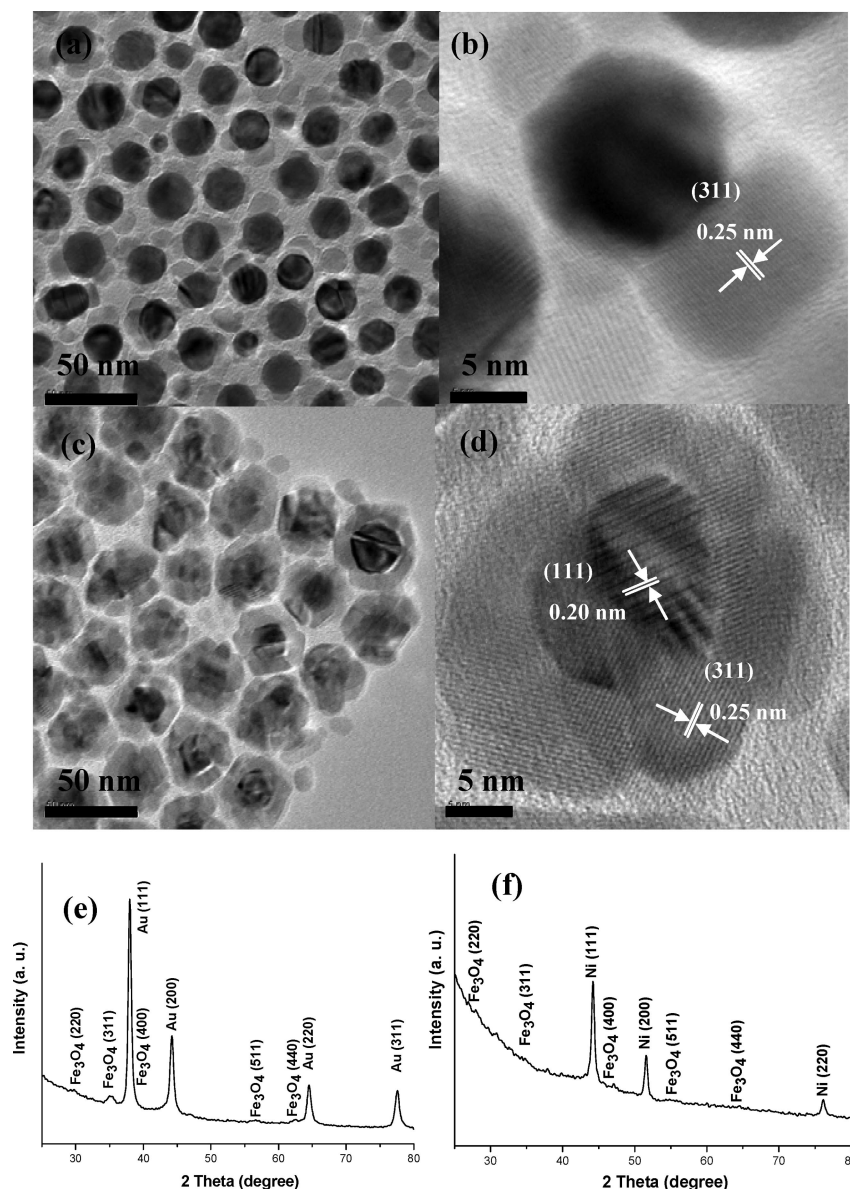 (a)
50 nm
(b)
(311)
0.25 nm
5 nm
(c)
50 nm
(d)
(111)
0.20 nm
(311)
0.25 nm
5 nm
(e)
Intensity (a. u.)
Fe3O4 (220)
Fe3O4 (311)
Au (111)
Fe3O4 (400)
Au (200)
Fe3O4 (511)
Fe3O4 (440)
Au (220)
Au (311)
30 40 50 60 70 80
2 Theta (degree)
(f)
Intensity (a. u.)
Fe3O4 (220)
Fe3O4 (311)
Ni (111)
Fe3O4 (400)
Ni (200)
Fe3O4 (511)
Fe3O4 (440)
Ni (220)
30 40 50 60 70 80
2 Theta (degree)